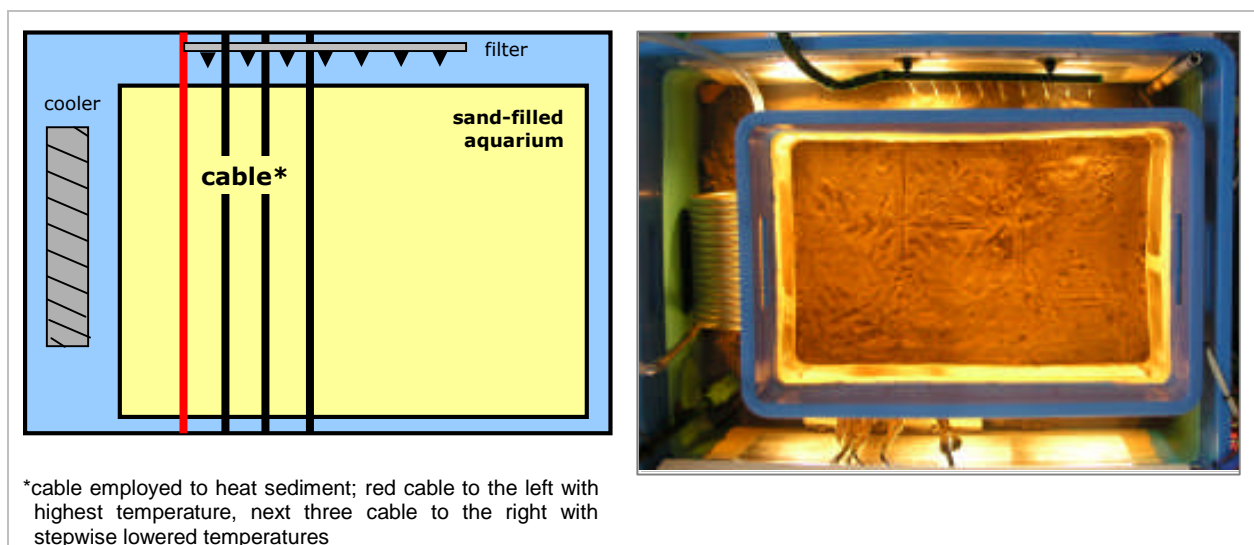 filter
cooler
sand-filled
aquarium
cable*
*cable employed to heat sediment; red cable to the left with
highest temperature, next three cable to the right with
stepwise lowered temperatures